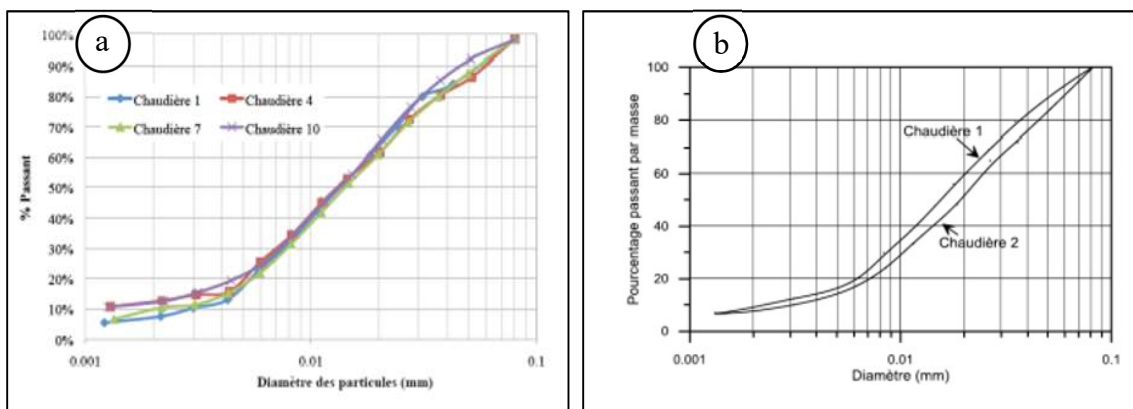 a
100%
90%
80%
70%
60%
50%
40%
30%
20%
10%
0%
% Passant
Chaudière 1
Chaudière 4
Chaudière 7
Chaudière 10
0.001
0.01
0.1
Diamètre des particules (mm)
b
100
80
60
40
20
0
Pourcentage passant par masse
Chaudière 1
Chaudière 2
0.001
0.01
0.1
Diamètre (mm)